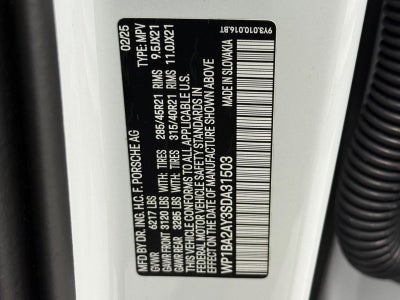 MFD BY DR. ING. H.C. F. PORSCHE AG 02/25
GVWR 6217 LBS TYPE: MPV
GAWR FRONT 3120 LBS WITH- TIRES 285/45R21 RIMS 9.5JX21
GAWR REAR 3285 LBS WITH- TIRES 315/40R21 RIMS 11.0JX21
THIS VEHICLE CONFORMS TO ALL APPLICABLE U.S.
FEDERAL MOTOR VEHICLE SAFETY STANDARDS IN
EFFECT ON THE DATE OF MANUFACTURE SHOWN ABOVE
WP1BA2AY3SDA31503 MADE IN SLOVAKIA
9Y3.010.016.BT